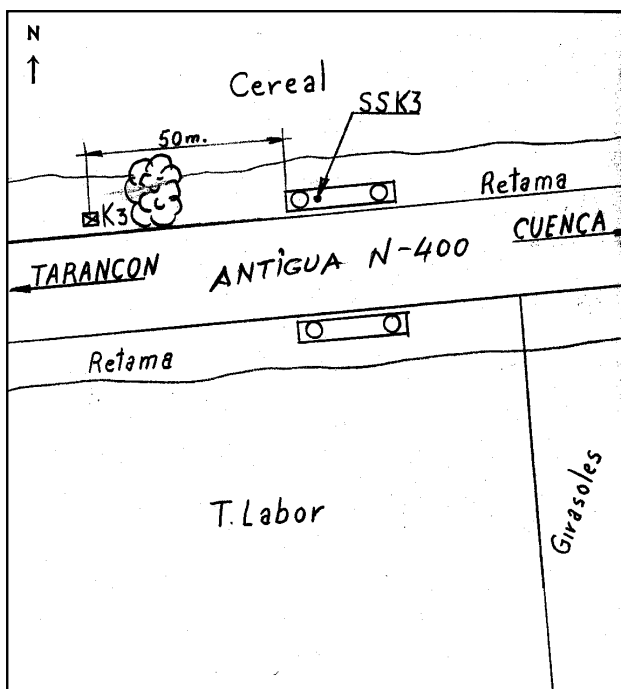 N
Cereal
SSK3
50m.
K3
Retama
CUENCA
ANTIGUA N-400
TARANCON
Retama
T. Labor
Girasoles